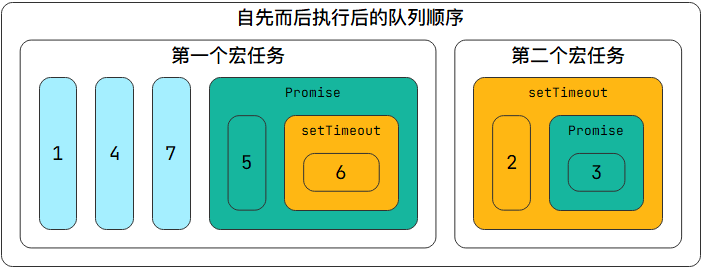 自先而后执行后的队列顺序
第一个宏任务
第二个宏任务
1
4
7
Promise
5
setTimeout
6
setTimeout
2
Promise
3